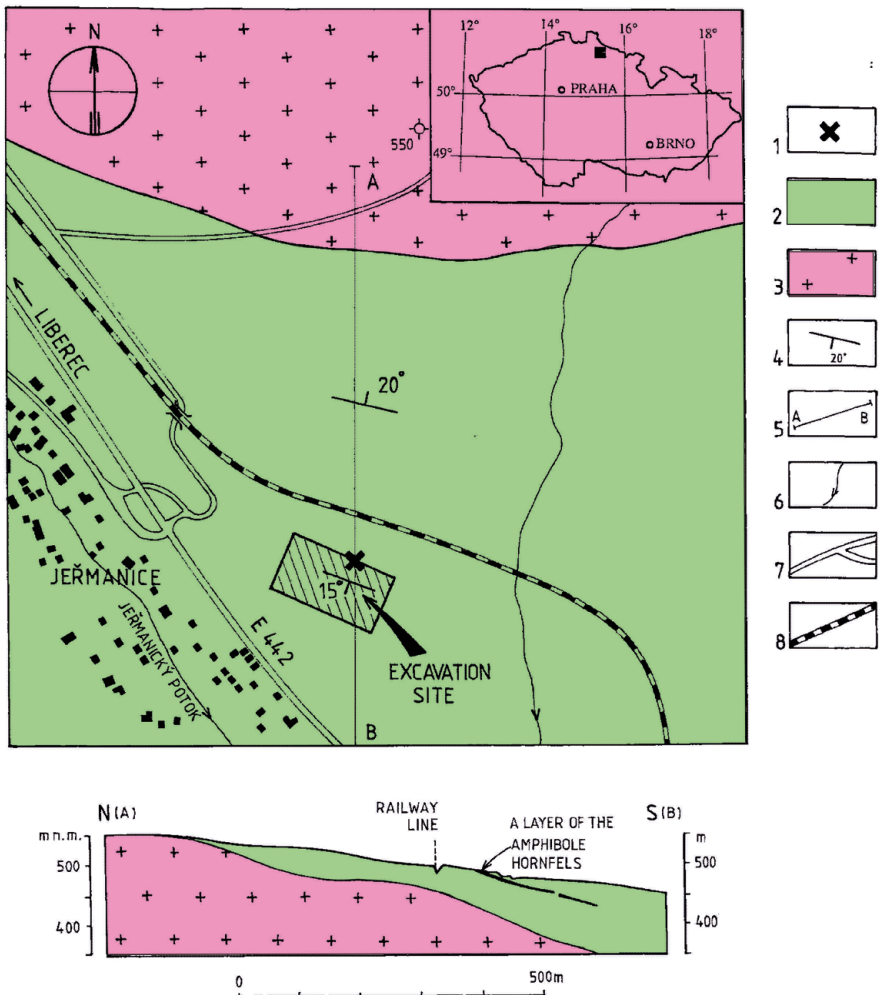 N
12°
14°
16°
18°
50°
PRAHA
49°
BRNO
550
A
LIBEREC
20°
JEŘMANICE
15°
JEŘMANICKÝ POTOK
E 442
EXCAVATION
SITE
B
:
1
2
3
4
20°
5
A
B
6
7
8
N (A)
S (B)
RAILWAY
LINE
A LAYER OF THE
AMPHIBOLE
HORNFELS
m n.m.
500
400
m
500
400
0
500m